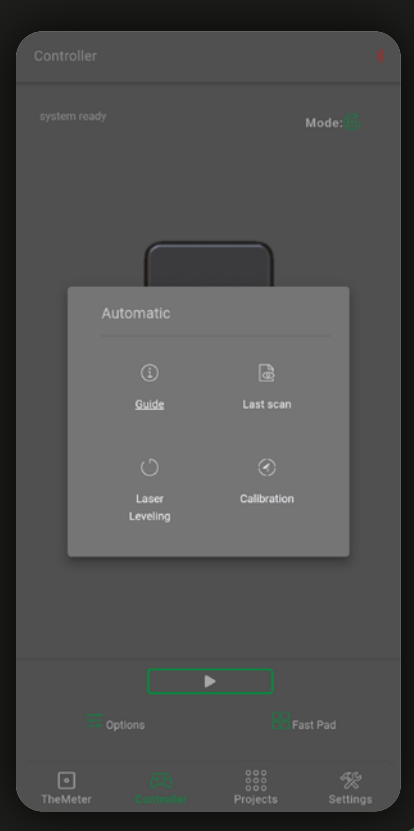 Controller
system ready
Mode:
Automatic
Guide
Last scan
Laser
Leveling
Calibration
Options
Fast Pad
TheMeter
Controller
Projects
Settings